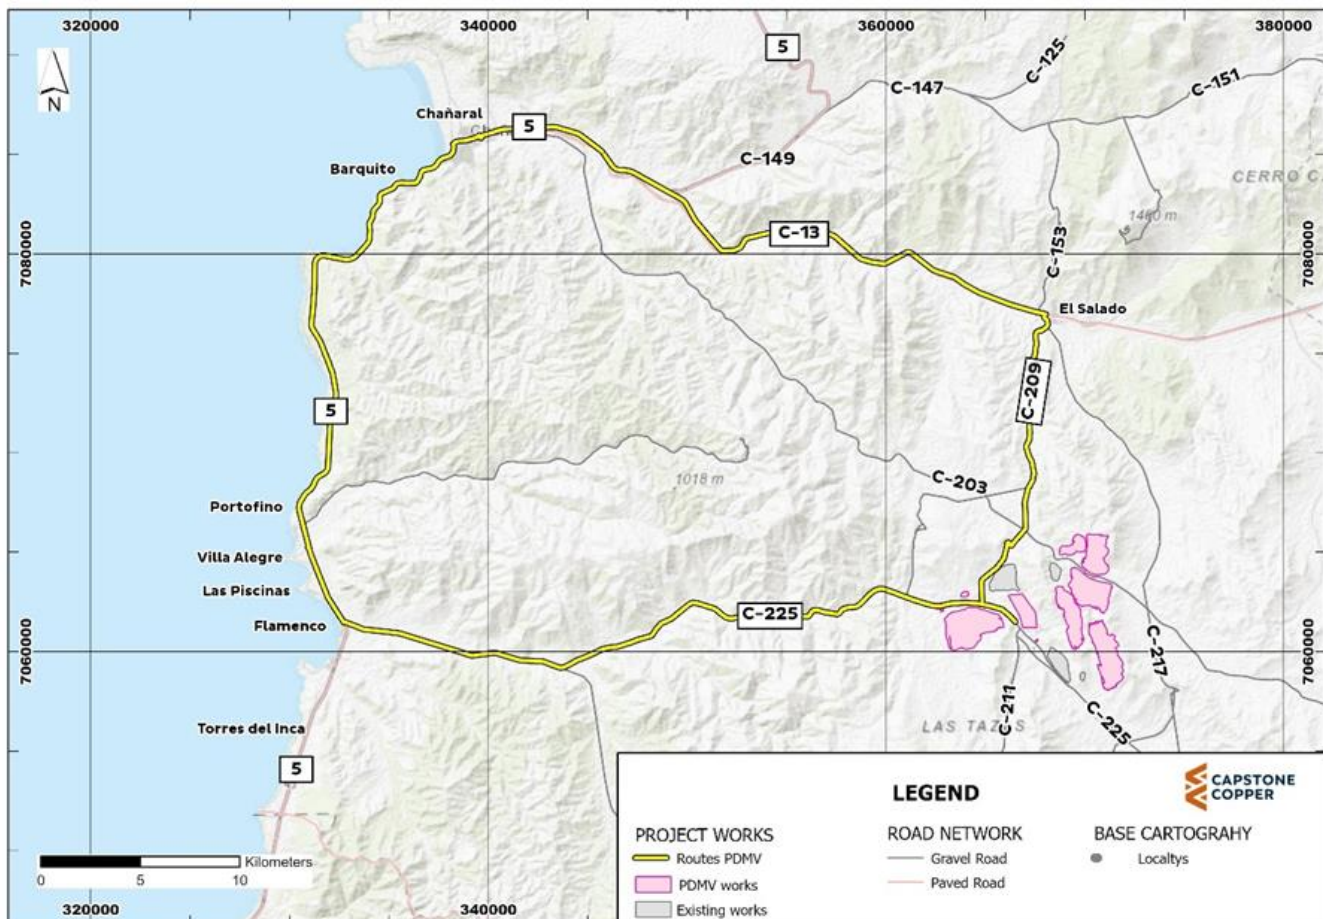 320000
340000
360000
380000
5
C-125
C-147
C-151
N
Chañaral
5
C-149
Barquito
CERRO C
1460 m
7080000
C-13
C-153
7080000
El Salado
C-209
5
1018 m
C-203
Portofino
Villa Alegre
Las Piscinas
C-225
Flamenco
7060000
7060000
C-217
C-211
LAS TAZAS
C-225
Torres del Inca
5
LEGEND
CAPSTONE
COPPER
PROJECT WORKS
ROAD NETWORK
BASE CARTOGRAHY
Routes PDMV
Gravel Road
Localtys
PDMV works
Paved Road
Existing works
Kilometers
0 5 10
320000
340000